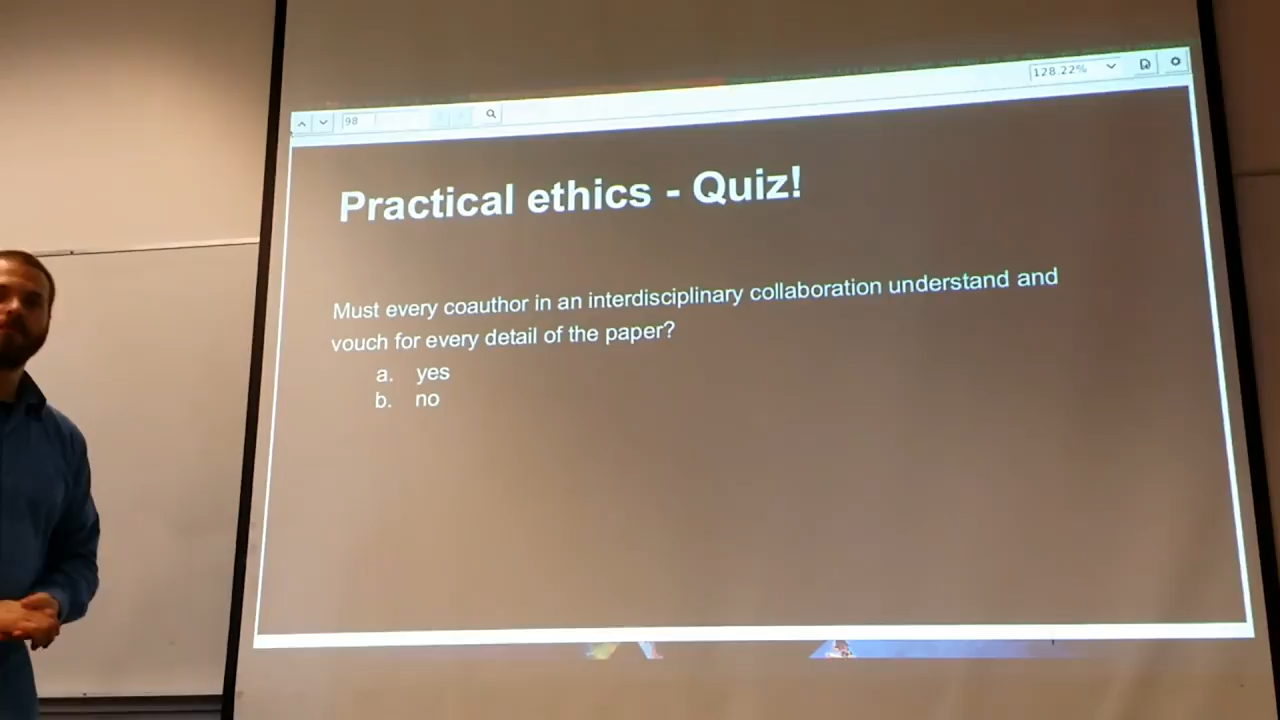 128.22%
98
Practical ethics - Quiz!
Must every coauthor in an interdisciplinary collaboration understand and
vouch for every detail of the paper?
a. yes
b. no